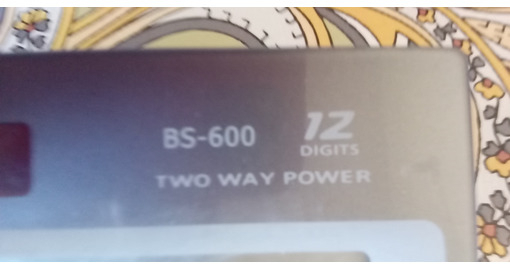 BS-600 12
DIGITS
TWO WAY POWER